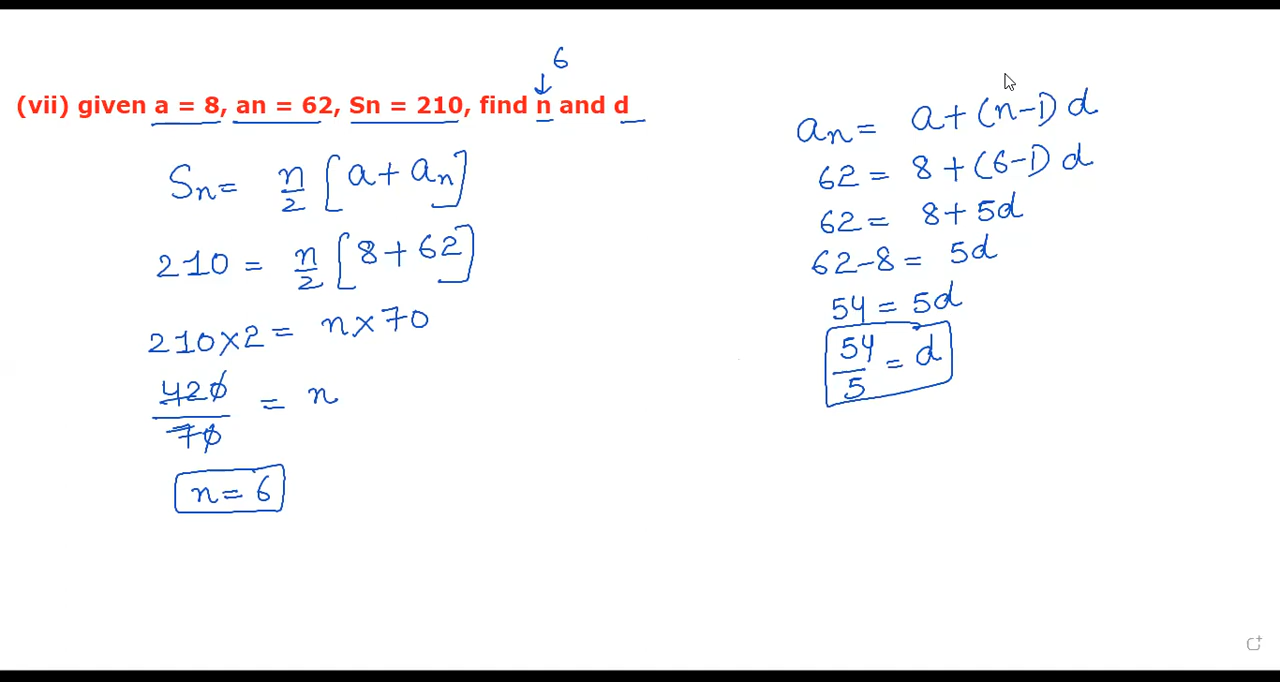 6
↓
(vii) given a = 8, an = 62, Sn = 210, find n and d
Sn = n/2 [a + an]
210 = n/2 [8 + 62]
210×2 = n×70
420/70 = n
n = 6
an = a + (n-1) d
62 = 8 + (6-1) d
62 = 8 + 5d
62-8 = 5d
54 = 5d
54/5 = d